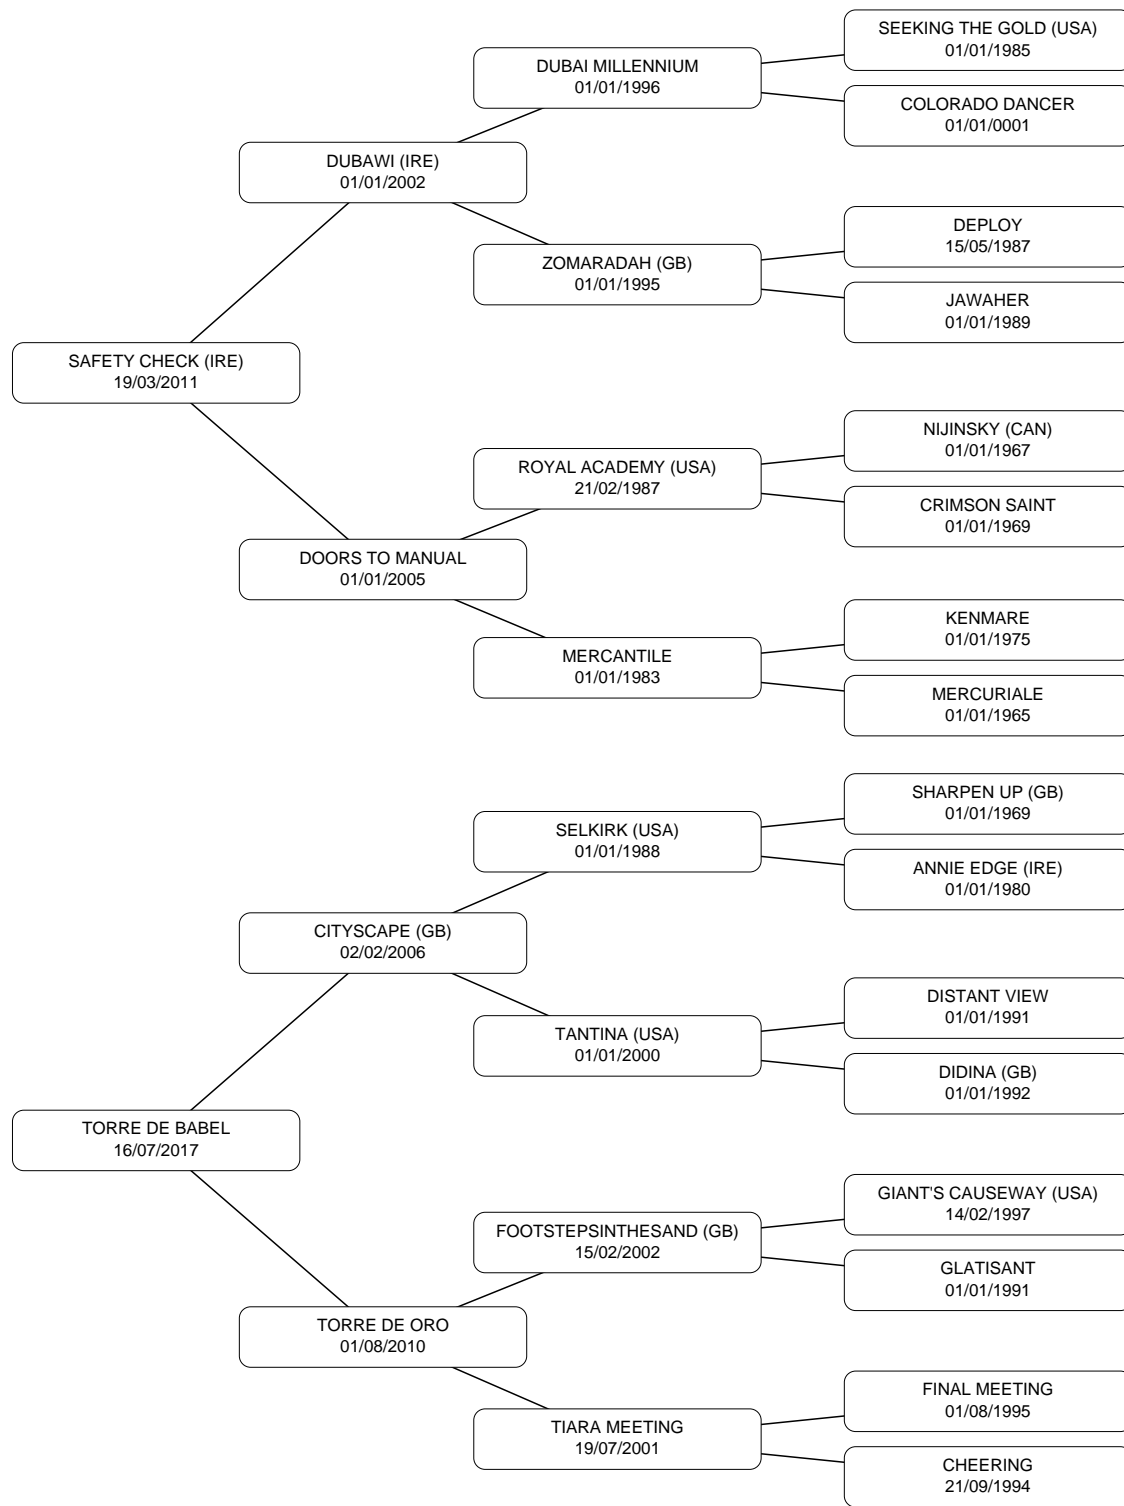 SEEKING THE GOLD (USA)
01/01/1985
DUBAI MILLENNIUM
01/01/1996
COLORADO DANCER
01/01/0001
DUBAWI (IRE)
01/01/2002
DEPLOY
15/05/1987
ZOMARADAH (GB)
01/01/1995
JAWAHER
01/01/1989
SAFETY CHECK (IRE)
19/03/2011
NIJINSKY (CAN)
01/01/1967
ROYAL ACADEMY (USA)
21/02/1987
CRIMSON SAINT
01/01/1969
DOORS TO MANUAL
01/01/2005
KENMARE
01/01/1975
MERCANTILE
01/01/1983
MERCURIALE
01/01/1965
SHARPEN UP (GB)
01/01/1969
SELKIRK (USA)
01/01/1988
ANNIE EDGE (IRE)
01/01/1980
CITYSCAPE (GB)
02/02/2006
DISTANT VIEW
01/01/1991
TANTINA (USA)
01/01/2000
DIDINA (GB)
01/01/1992
TORRE DE BABEL
16/07/2017
GIANT'S CAUSEWAY (USA)
14/02/1997
FOOTSTEPSINTHESAND (GB)
15/02/2002
GLATISANT
01/01/1991
TORRE DE ORO
01/08/2010
FINAL MEETING
01/08/1995
TIARA MEETING
19/07/2001
CHEERING
21/09/1994